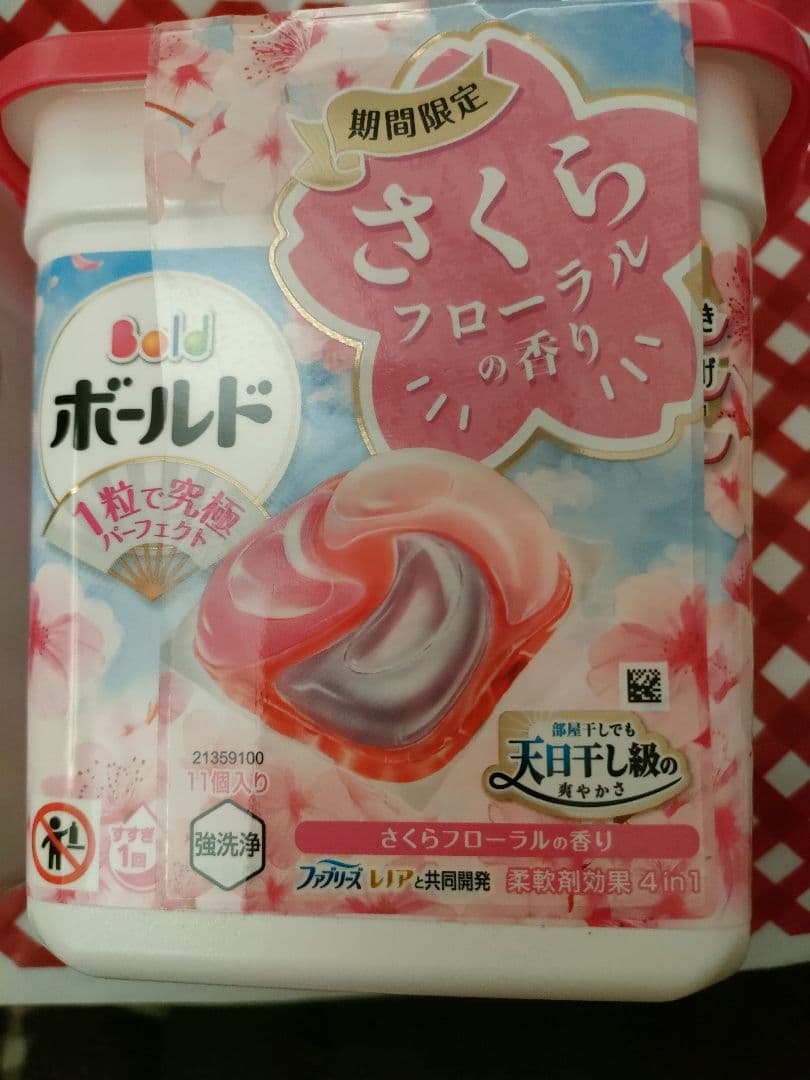 期間限定
さくら
フローラル
の香り
Bold
ボールド
1粒で究極
パーフェクト
21359100
11個入り
部屋干しでも
天日干し級の
爽やかさ
すすぎ
1回
強洗浄
さくらフローラルの香り
ファブリーズ レノアと共同開発
柔軟剤効果 4in1